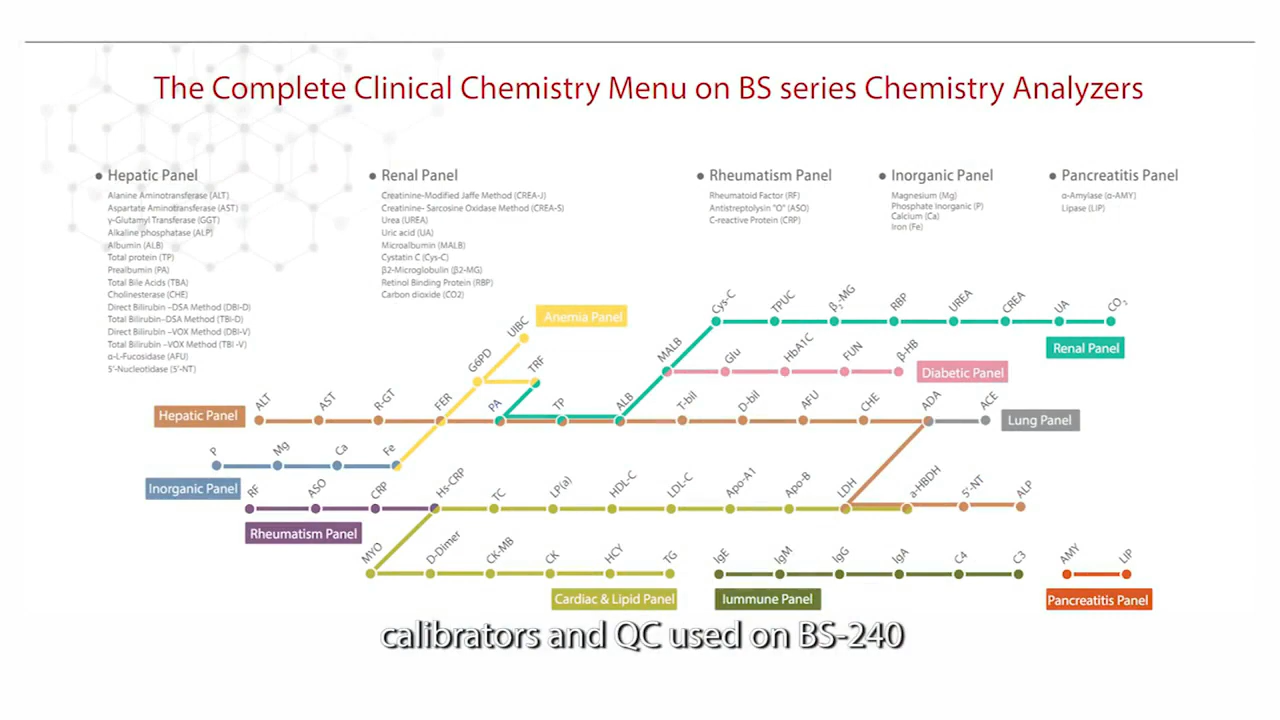 The Complete Clinical Chemistry Menu on BS series Chemistry Analyzers
Hepatic Panel
Alanine Aminotransferase (ALT)
Aspartate Aminotransferase (AST)
γ-Glutamyl Transferase (GGT)
Alkaline phosphatase (ALP)
Albumin (ALB)
Total protein (TP)
Prealbumin (PA)
Total Bile Acids (TBA)
Cholinesterase (CHE)
Direct Bilirubin –DSA Method (DBI-D)
Total Bilirubin–DSA Method (TBi-D)
Direct Bilirubin –VOX Method (DBI-V)
Total Bilirubin –VOX Method (TBI -V)
α-L-Fucosidase (AFU)
5'-Nucleotidase (5'-NT)
Renal Panel
Creatinine-Modified Jaffe Method (CREA-J)
Creatinine- Sarcosine Oxidase Method (CREA-S)
Urea (UREA)
Uric acid (UA)
Microalbumin (MALB)
Cystatin C (Cys-C)
β2-Microglobulin (β2-MG)
Retinol Binding Protein (RBP)
Carbon dioxide (CO2)
Rheumatism Panel
Rheumatoid Factor (RF)
Antistreptolysin "O" (ASO)
C-reactive Protein (CRP)
Inorganic Panel
Magnesium (Mg)
Phosphate Inorganic (P)
Calcium (Ca)
Iron (Fe)
Pancreatitis Panel
α-Amylase (α-AMY)
Lipase (LIP)
Cys-C
TPUC
β₂-MG
RBP
UREA
CREA
UA
CO₂
Renal Panel
UIBC
Anemia Panel
G6PD
TRF
MALB
Glu
HbA1C
FUN
β-HB
Diabetic Panel
Hepatic Panel
ALT
AST
R-GT
FER
PA
TP
ALB
T-bil
D-bil
AFU
CHE
ADA
ACE
Lung Panel
P
Mg
Ca
Fe
Inorganic Panel
RF
ASO
CRP
Hs-CRP
TC
LP(a)
HDL-C
LDL-C
Apo-A1
Apo-B
LDH
a-HBDH
5'-NT
ALP
Rheumatism Panel
MYO
D-Dimer
CK-MB
CK
HCY
TG
Cardiac & Lipid Panel
IgE
IgM
IgG
IgA
C4
C3
Iummune Panel
AMY
LIP
Pancreatitis Panel
calibrators and QC used on BS-240